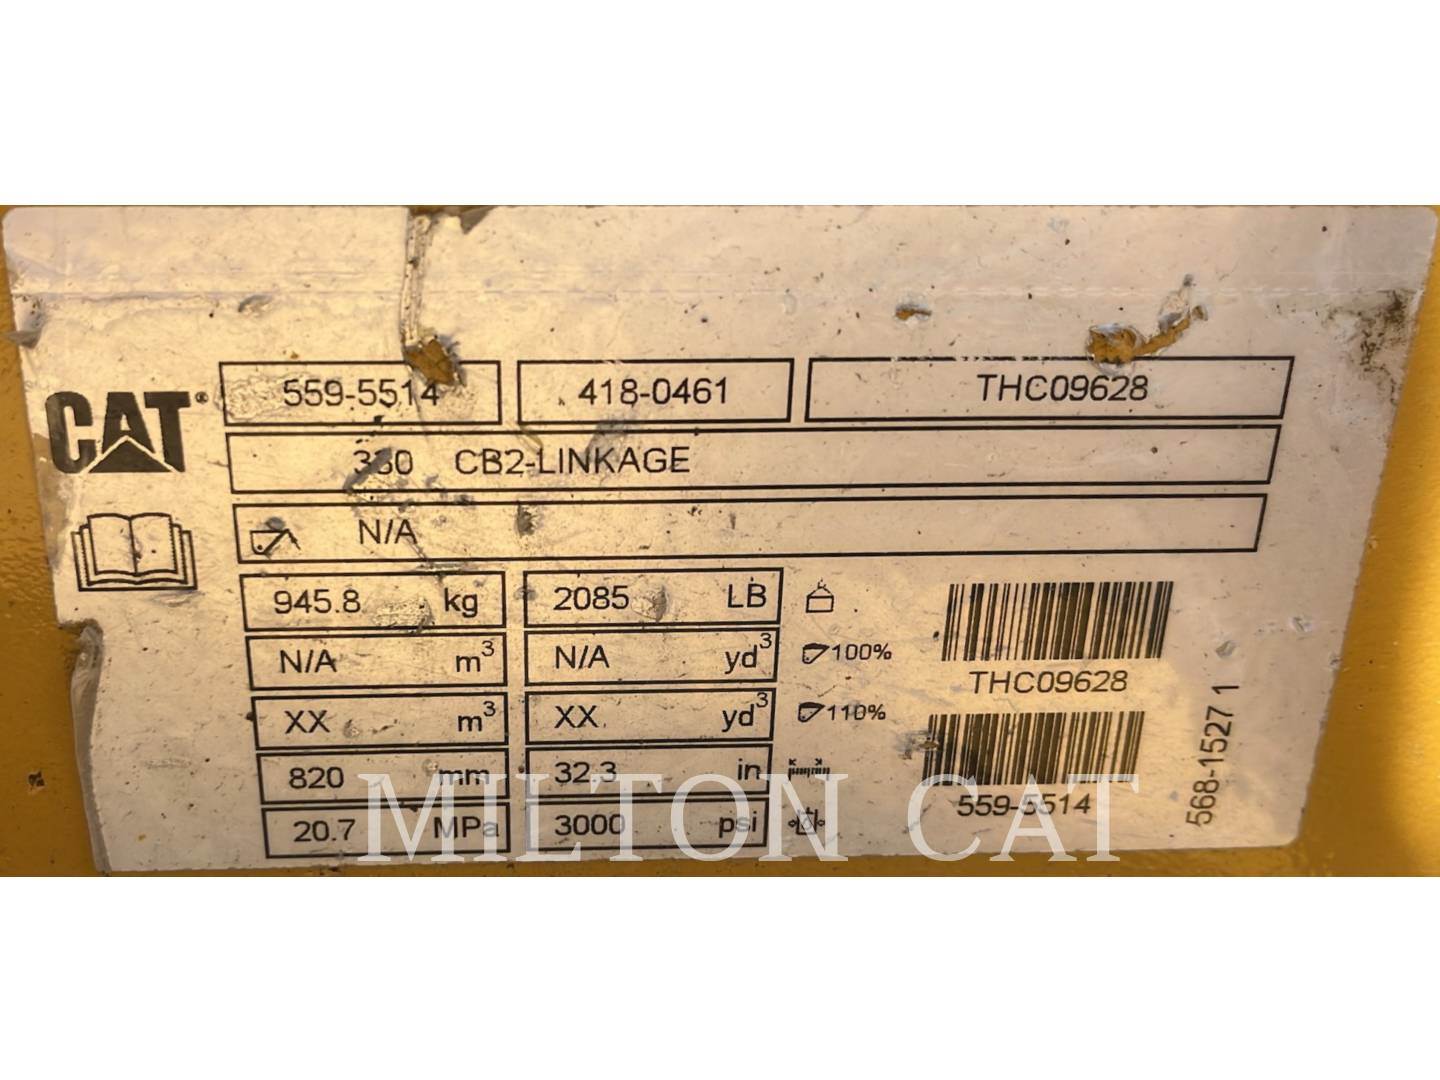 559-5514 418-0461 THC09628
CAT®
330 CB2-LINKAGE
N/A
945.8 kg 2085 LB
N/A m³ N/A yd³ 100%
THC09628
XX m³ XX yd³ 110%
820 mm 32.3 in
559-5514
20.7 MPa 3000 psi
568-1527 1
MILTON CAT